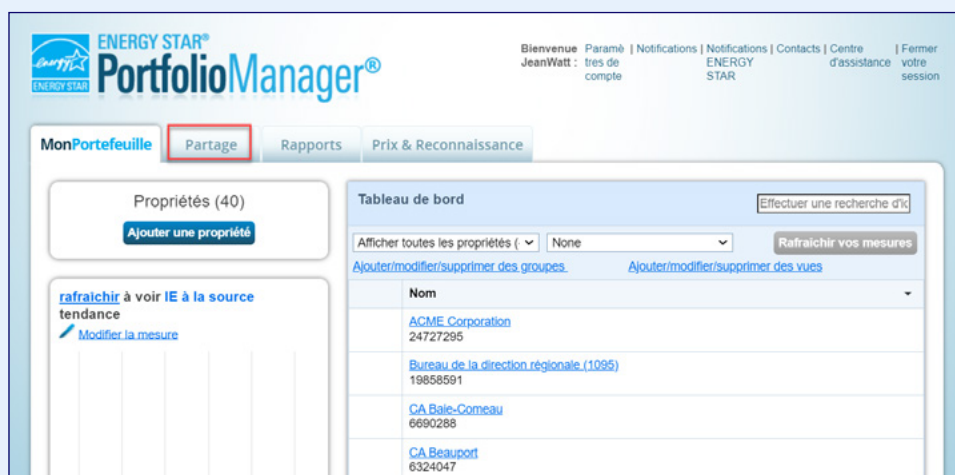 ENERGY STAR®
PortfolioManager®
energy
ENERGY STAR
Bienvenue JeanWatt :
Paramè tres de compte | Notifications | Notifications ENERGY STAR | Contacts | Centre d'assistance | Fermer votre session
MonPortefeuille
Partage
Rapports
Prix & Reconnaissance
Propriétés (40)
Ajouter une propriété
rafraîchir à voir IE à la source
tendance
Modifier la mesure
Tableau de bord
Effectuer une recherche d'ic
Afficher toutes les propriétés (
None
Rafraichir vos mesures
Ajouter/modifier/supprimer des groupes
Ajouter/modifier/supprimer des vues
Nom
ACME Corporation
24727295
Bureau de la direction régionale (1095)
19858591
CA Baie-Comeau
6690288
CA Beauport
6324047